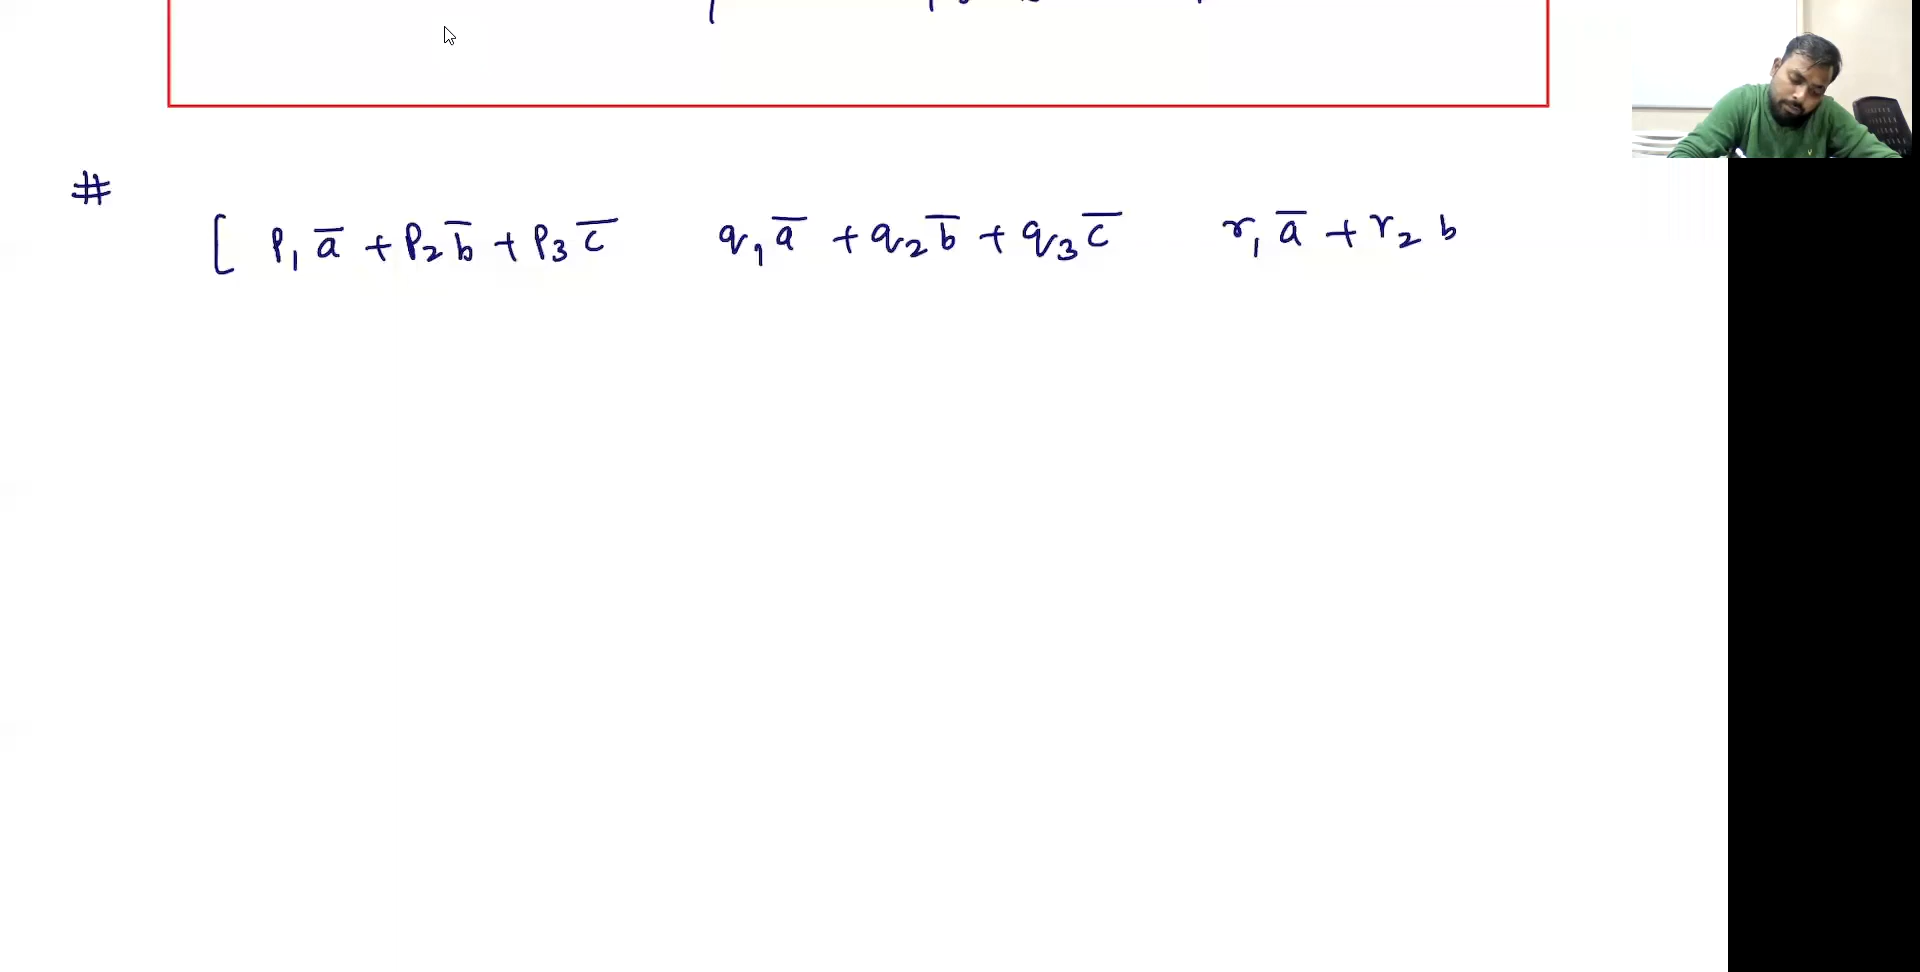 #
[ p₁ a̅ + p₂ b̅ + p₃ c̅ q₁ a̅ + q₂ b̅ + q₃ c̅ r₁ a̅ + r₂ b